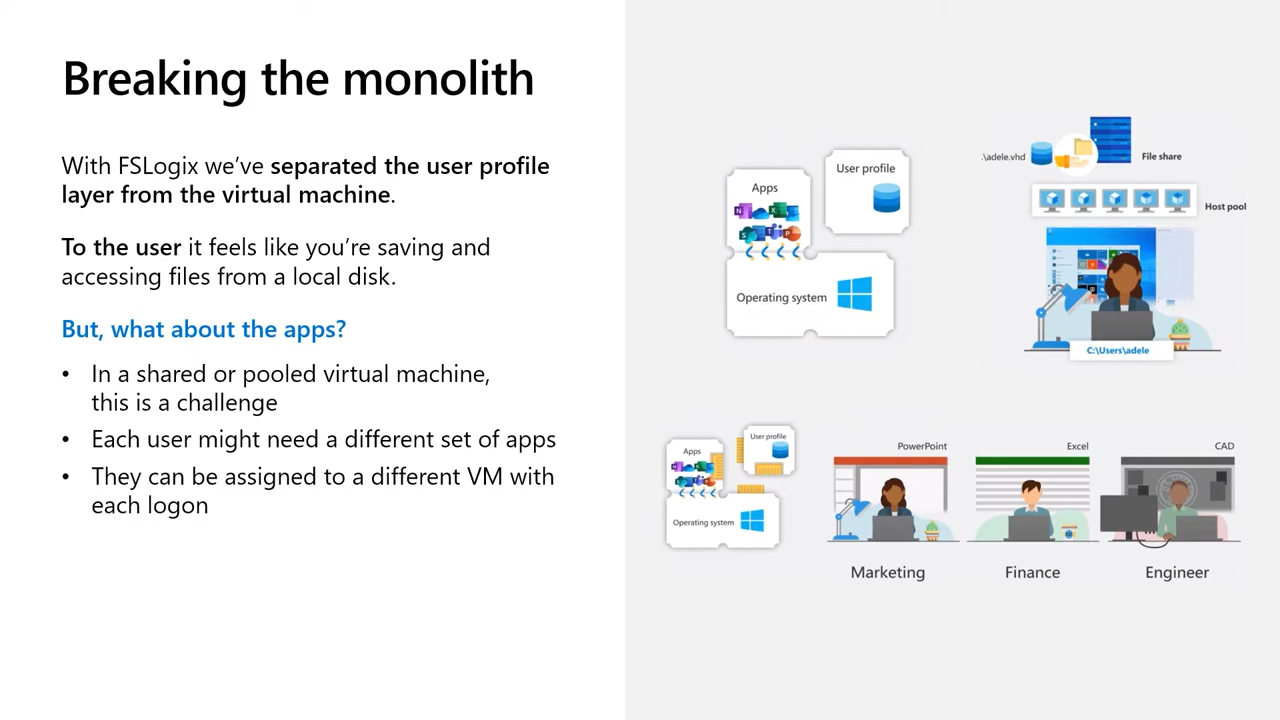 Breaking the monolith
With FSLogix we’ve separated the user profile
layer from the virtual machine.
To the user it feels like you’re saving and
accessing files from a local disk.
But, what about the apps?
• In a shared or pooled virtual machine,
this is a challenge
• Each user might need a different set of apps
• They can be assigned to a different VM with
each logon
Apps
User profile
Operating system
.\adele.vhd
File share
Host pool
C:\Users\adele
Apps
User profile
Operating system
PowerPoint
Excel
CAD
Marketing
Finance
Engineer